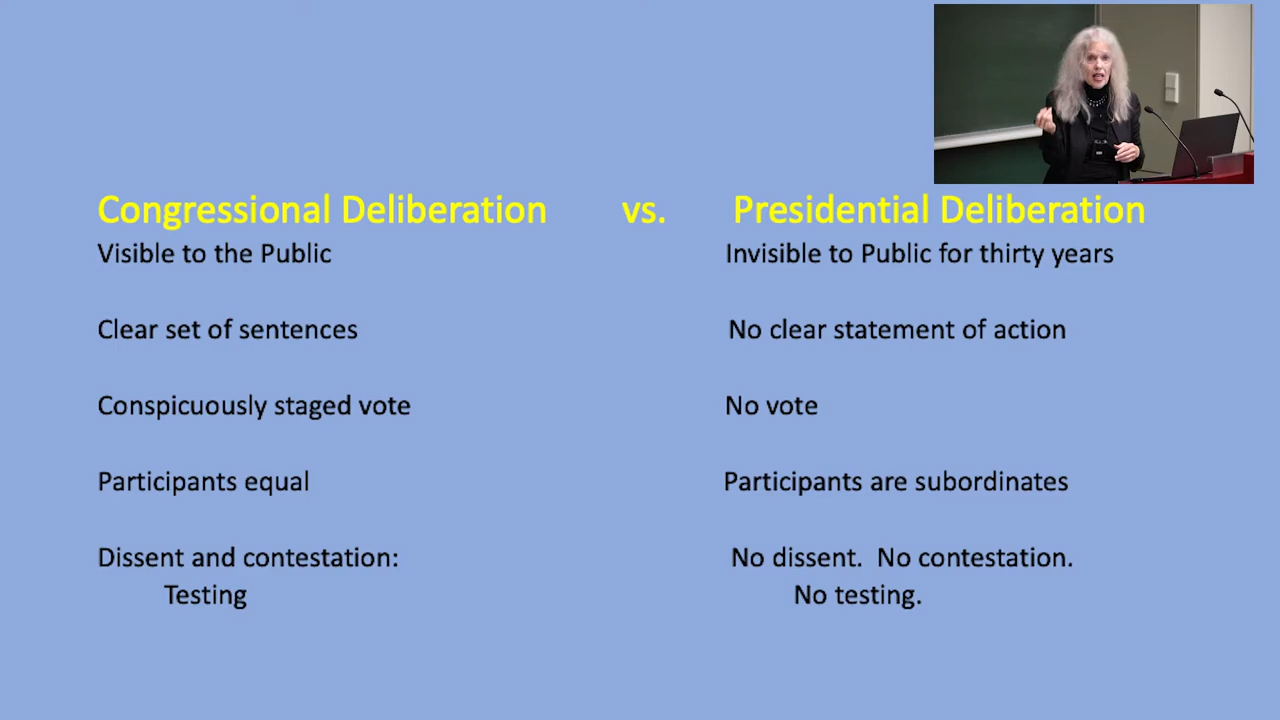 Congressional Deliberation vs. Presidential Deliberation
Visible to the Public Invisible to Public for thirty years
Clear set of sentences No clear statement of action
Conspicuously staged vote No vote
Participants equal Participants are subordinates
Dissent and contestation: No dissent. No contestation.
Testing No testing.